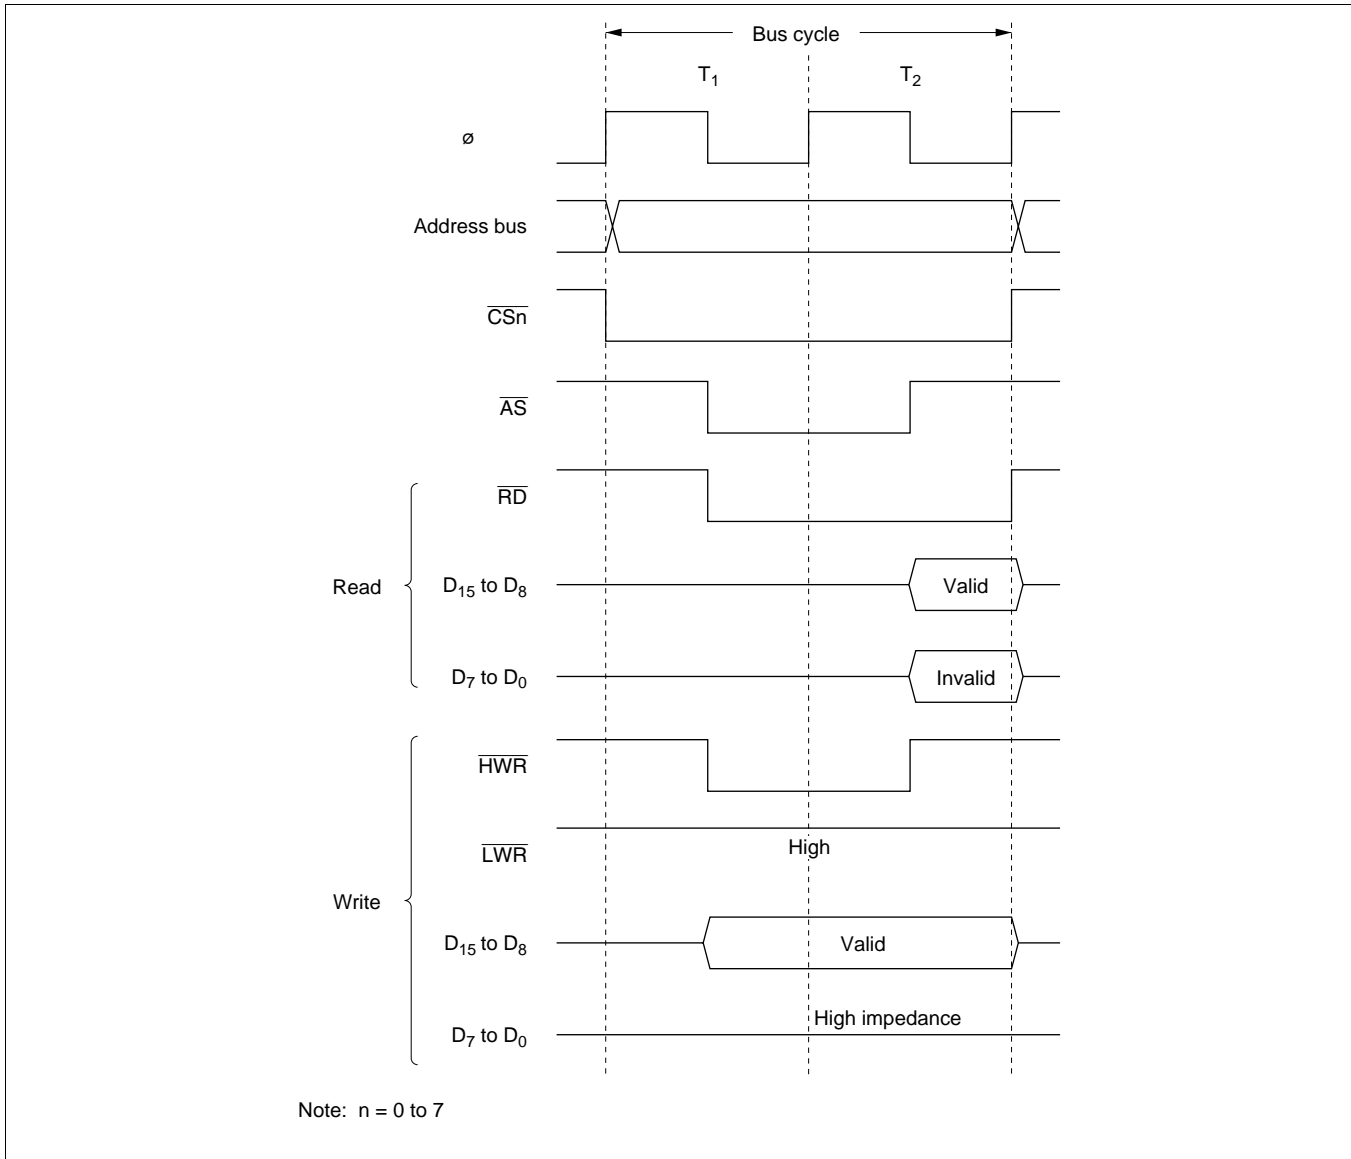 Bus cycle
T1 T2
ø
Address bus
CSn
AS
RD
Read D15 to D8 Valid
D7 to D0 Invalid
HWR
LWR High
Write
D15 to D8 Valid
D7 to D0 High impedance
Note: n = 0 to 7